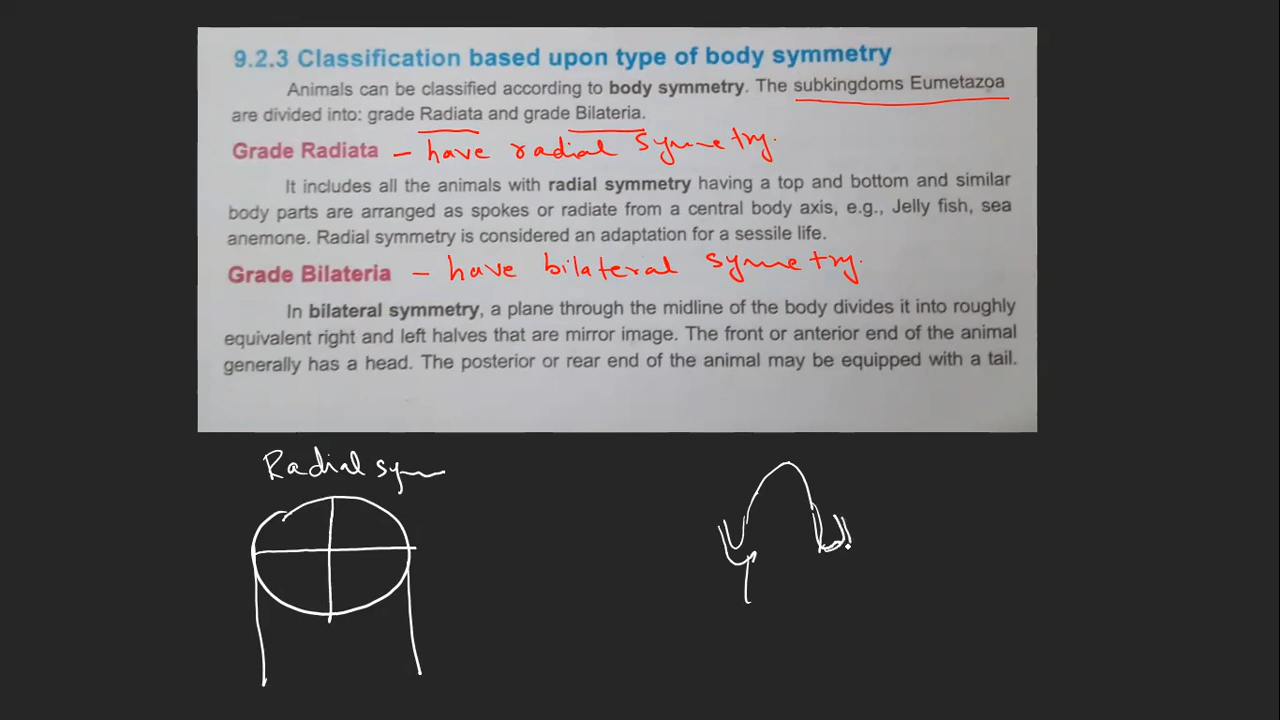 9.2.3 Classification based upon type of body symmetry
Animals can be classified according to body symmetry. The subkingdoms Eumetazoa
are divided into: grade Radiata and grade Bilateria.
Grade Radiata - have radial symmetry.
It includes all the animals with radial symmetry having a top and bottom and similar
body parts are arranged as spokes or radiate from a central body axis, e.g., Jelly fish, sea
anemone. Radial symmetry is considered an adaptation for a sessile life.
Grade Bilateria - have bilateral symmetry.
In bilateral symmetry, a plane through the midline of the body divides it into roughly
equivalent right and left halves that are mirror image. The front or anterior end of the animal
generally has a head. The posterior or rear end of the animal may be equipped with a tail.
Radial sym